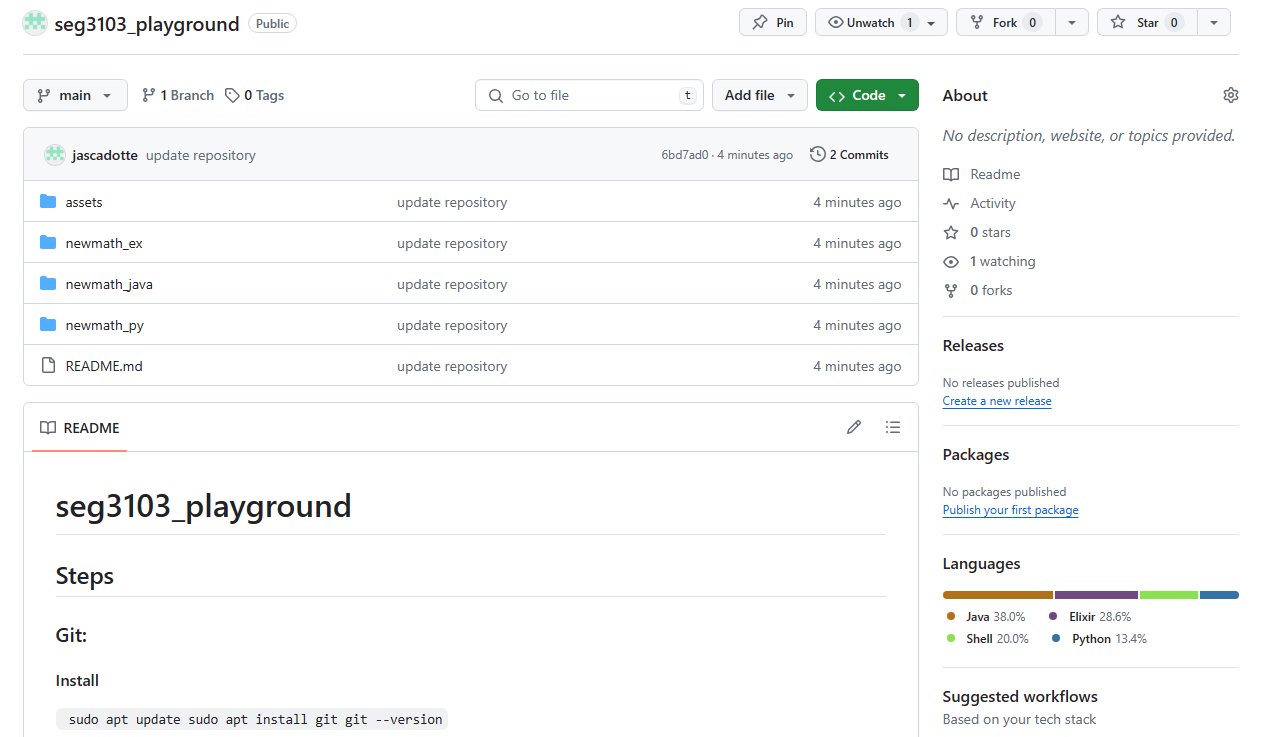 seg3103_playground Public Pin Unwatch 1 Fork 0 Star 0
main 1 Branch 0 Tags Go to file t Add file Code
jascadotte update repository 6bd7ad0 · 4 minutes ago 2 Commits
assets update repository 4 minutes ago
newmath_ex update repository 4 minutes ago
newmath_java update repository 4 minutes ago
newmath_py update repository 4 minutes ago
README.md update repository 4 minutes ago
README
seg3103_playground
Steps
Git:
Install
sudo apt update sudo apt install git git --version
About
No description, website, or topics provided.
Readme
Activity
0 stars
1 watching
0 forks
Releases
No releases published
Create a new release
Packages
No packages published
Publish your first package
Languages
Java 38.0% Elixir 28.6%
Shell 20.0% Python 13.4%
Suggested workflows
Based on your tech stack